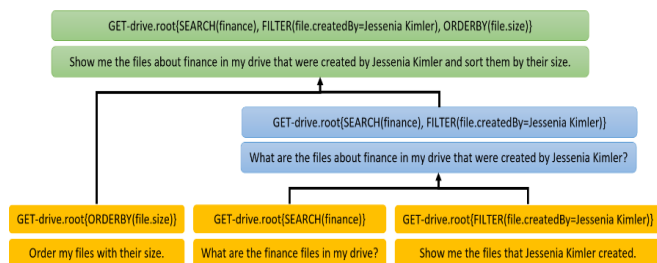 GET-drive.root{SEARCH(finance), FILTER(file.createdBy=Jessenia Kimler), ORDERBY(file.size)}
Show me the files about finance in my drive that were created by Jessenia Kimler and sort them by their size.
GET-drive.root{SEARCH(finance), FILTER(file.createdBy=Jessenia Kimler)}
What are the files about finance in my drive that were created by Jessenia Kimler?
GET-drive.root{ORDERBY(file.size)}
GET-drive.root{SEARCH(finance)}
GET-drive.root{FILTER(file.createdBy=Jessenia Kimler)}
Order my files with their size.
What are the finance files in my drive?
Show me the files that Jessenia Kimler created.